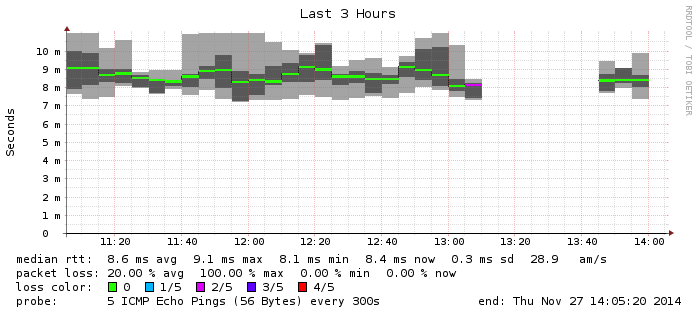 Last 3 Hours
RRDTOOL / TOBI OETIKER
Seconds
10 m
9 m
8 m
7 m
6 m
5 m
4 m
3 m
2 m
1 m
0
11:20 11:40 12:00 12:20 12:40 13:00 13:20 13:40 14:00
median rtt: 8.6 ms avg 9.1 ms max 8.1 ms min 8.4 ms now 0.3 ms sd 28.9 am/s
packet loss: 20.00 % avg 100.00 % max 0.00 % min 0.00 % now
loss color: 0 1/5 2/5 3/5 4/5
probe: 5 ICMP Echo Pings (56 Bytes) every 300s end: Thu Nov 27 14:05:20 2014